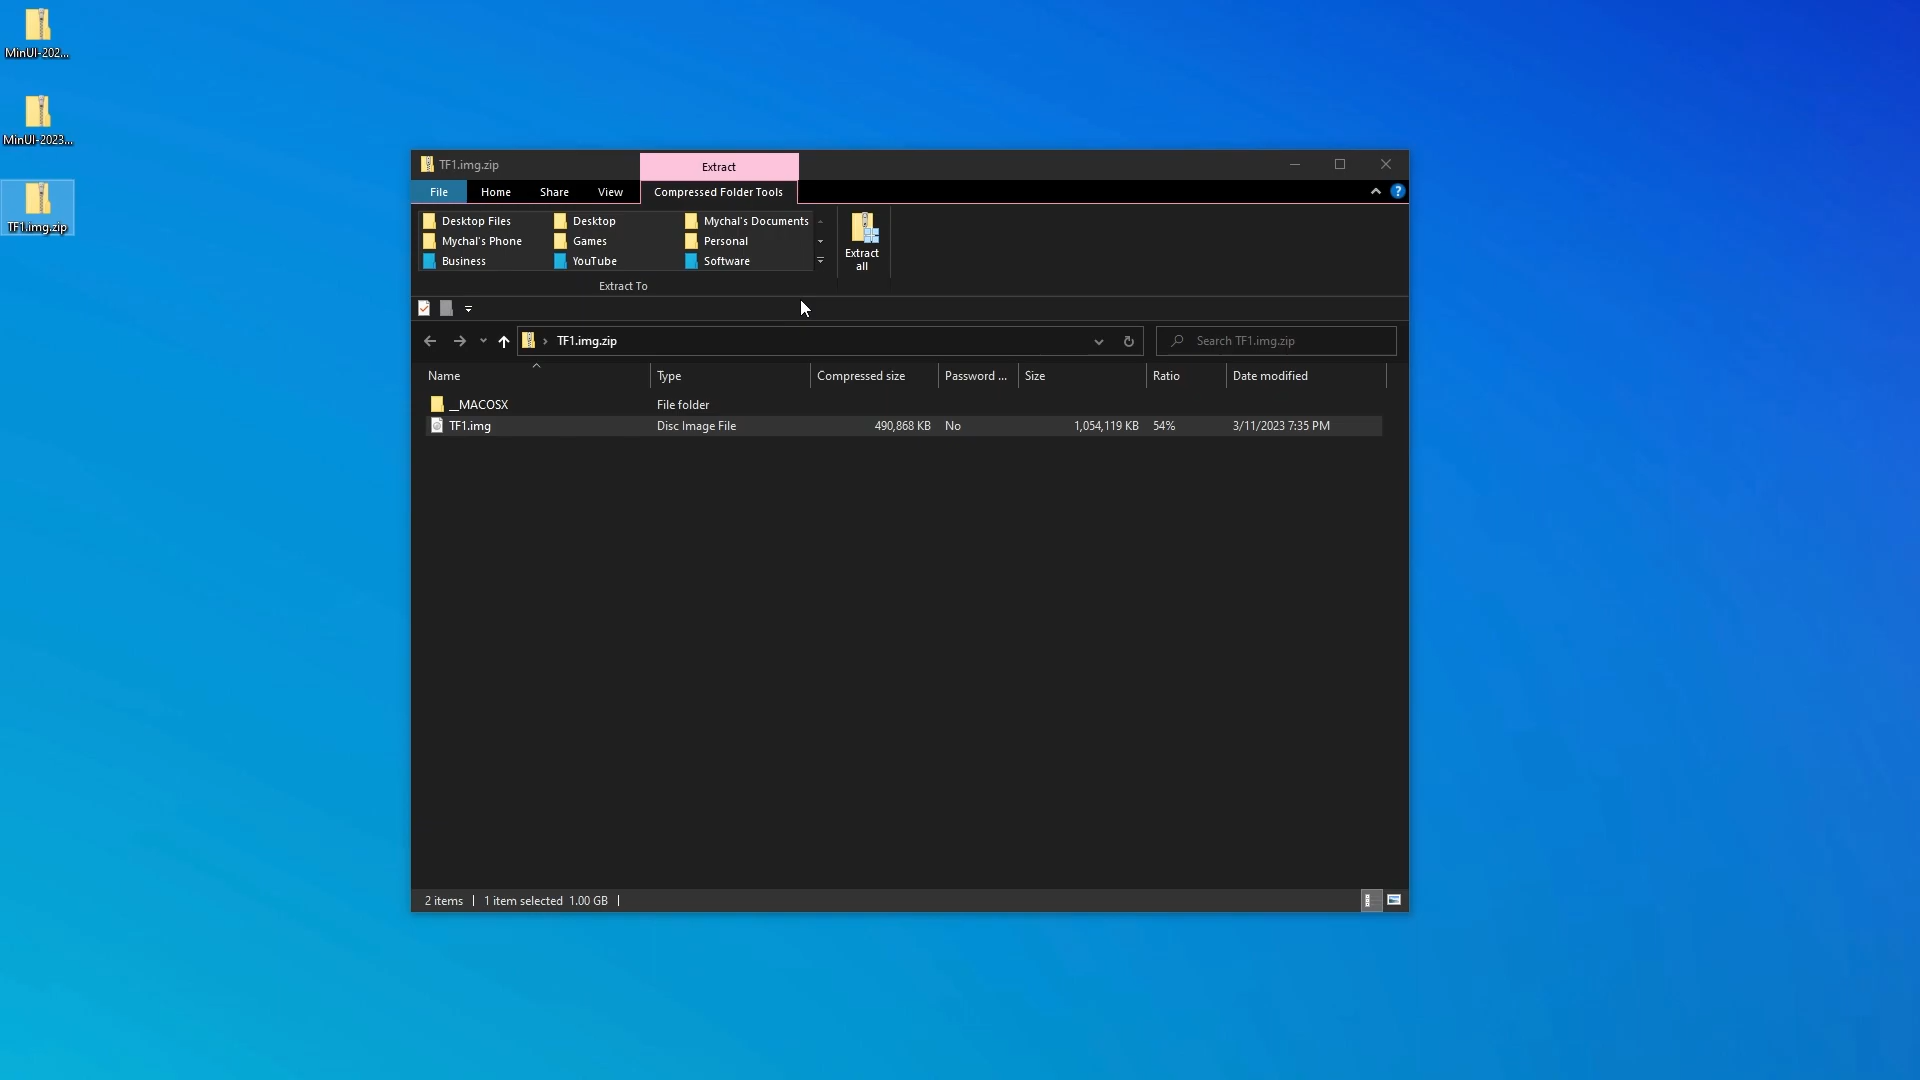 MinUI-202...
MinUI-2023...
TF1.img.zip
TF1.img.zip
Extract
File Home Share View Compressed Folder Tools
Desktop Files Desktop Mychal's Documents
Mychal's Phone Games Personal
Business YouTube Software
Extract
all
Extract To
TF1.img.zip
Search TF1.img.zip
Name Type Compressed size Password ... Size Ratio Date modified
__MACOSX File folder
TF1.img Disc Image File 490,868 KB No 1,054,119 KB 54% 3/11/2023 7:35 PM
2 items 1 item selected 1.00 GB